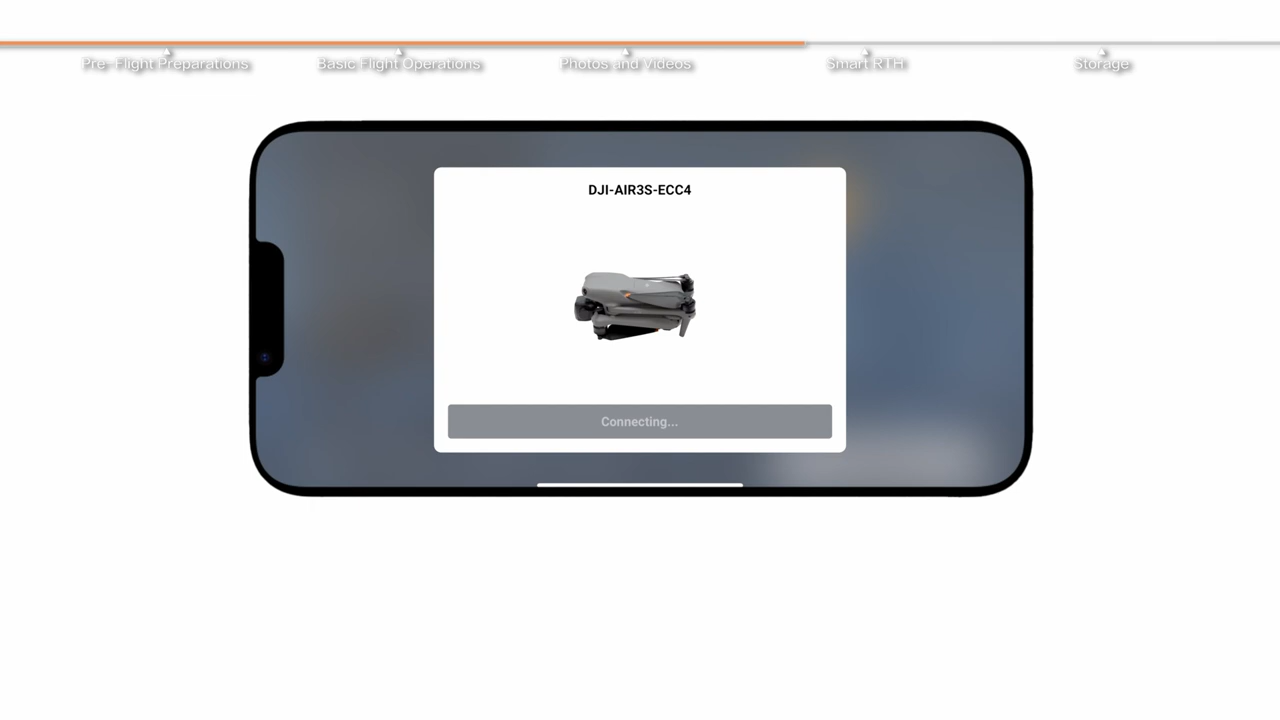 Pre-Flight Preparations
Basic Flight Operations
Photos and Videos
Smart RTH
Storage
DJI-AIR3S-ECC4
Connecting...